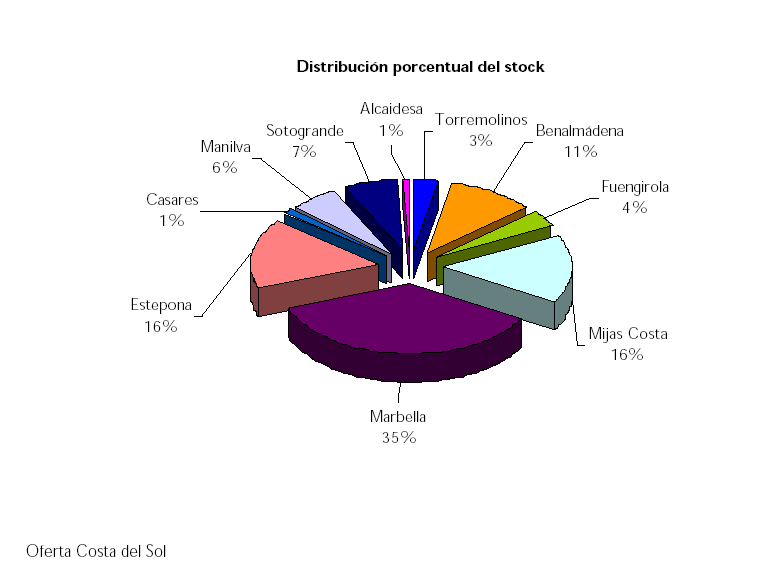 Distribución porcentual del stock
Alcaidesa
1%
Torremolinos
3%
Benalmádena
11%
Fuengirola
4%
Mijas Costa
16%
Marbella
35%
Estepona
16%
Casares
1%
Manilva
6%
Sotogrande
7%
Oferta Costa del Sol